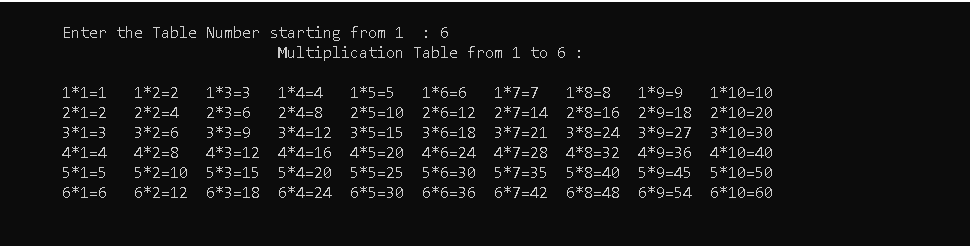 Enter the Table Number starting from 1  : 6
Multiplication Table from 1 to 6 :
1*1=1   1*2=2   1*3=3   1*4=4   1*5=5   1*6=6   1*7=7   1*8=8   1*9=9   1*10=10
2*1=2   2*2=4   2*3=6   2*4=8   2*5=10  2*6=12  2*7=14  2*8=16  2*9=18  2*10=20
3*1=3   3*2=6   3*3=9   3*4=12  3*5=15  3*6=18  3*7=21  3*8=24  3*9=27  3*10=30
4*1=4   4*2=8   4*3=12  4*4=16  4*5=20  4*6=24  4*7=28  4*8=32  4*9=36  4*10=40
5*1=5   5*2=10  5*3=15  5*4=20  5*5=25  5*6=30  5*7=35  5*8=40  5*9=45  5*10=50
6*1=6   6*2=12  6*3=18  6*4=24  6*5=30  6*6=36  6*7=42  6*8=48  6*9=54  6*10=60